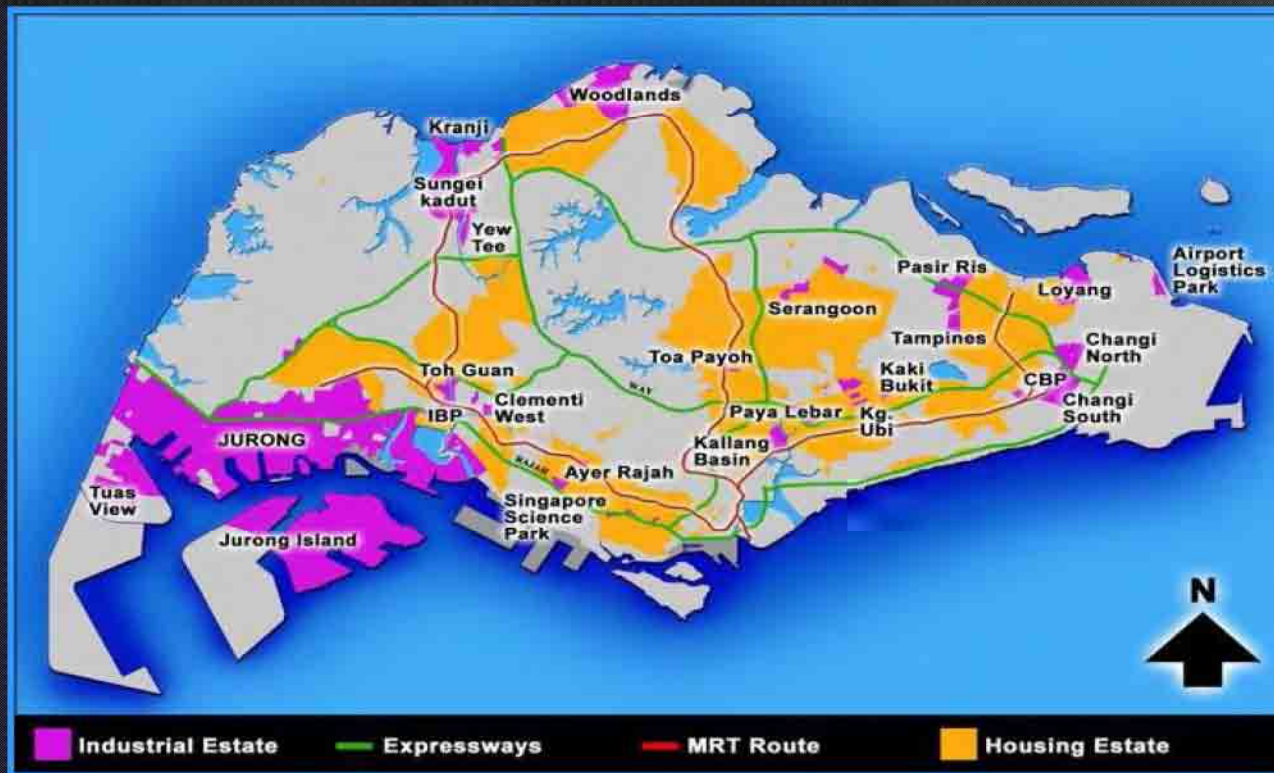 Woodlands
Kranji
Sungei
kadut
Yew
Tee
Pasir Ris
Airport
Logistics
Park
Loyang
Serangoon
Tampines
Changi
North
Toa Payoh
Kaki
Bukit
CBP
Toh Guan
Clementi
West
WAY
Changi
South
IBP
Paya Lebar
Kg.
Ubi
JURONG
Kallang
Basin
RAJAH
Ayer Rajah
Tuas
View
Singapore
Science
Park
Jurong Island
N
Industrial Estate
Expressways
MRT Route
Housing Estate